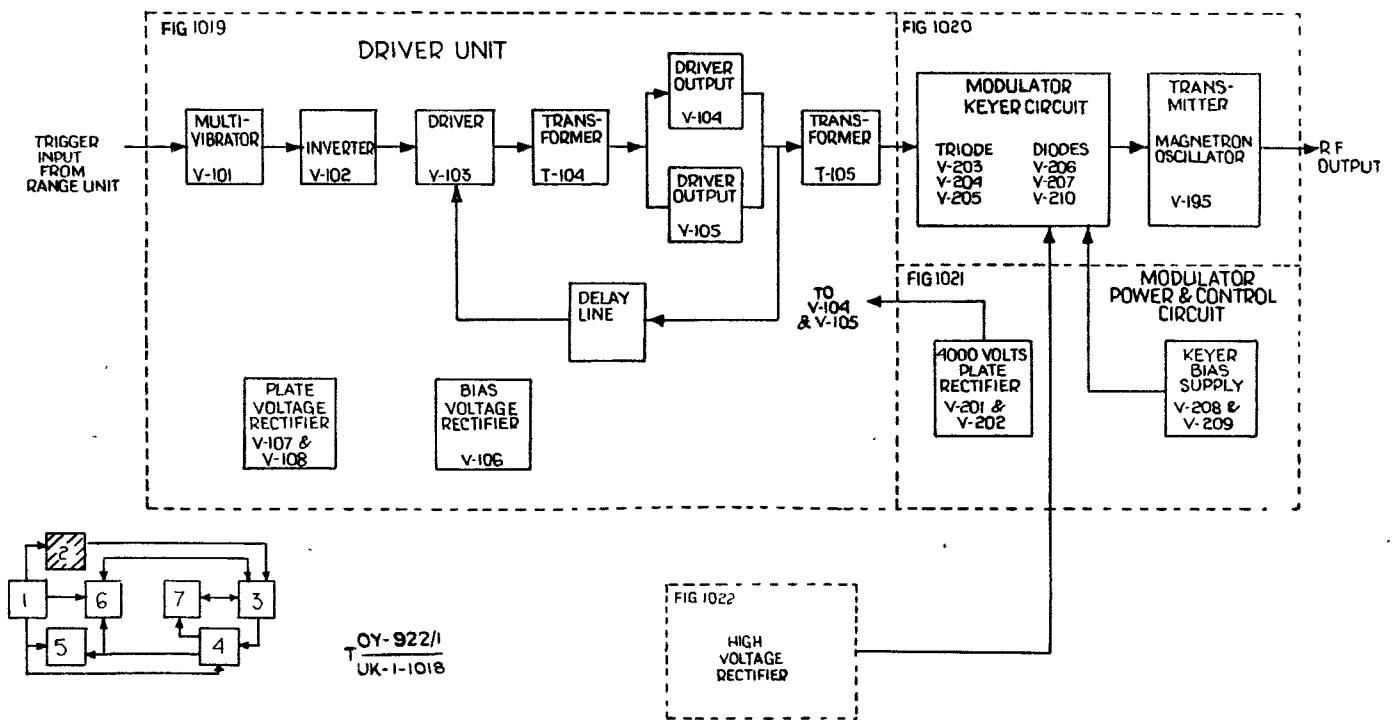 FIG 1019
DRIVER UNIT
TRIGGER
INPUT
FROM
RANGE UNIT
MULTI-
VIBRATOR
V-101
INVERTER
V-102
DRIVER
V-103
TRANS-
FORMER
T-104
DRIVER
OUTPUT
V-104
DRIVER
OUTPUT
V-105
TRANS-
FORMER
T-105
DELAY
LINE
TO
V-104
& V-105
PLATE
VOLTAGE
RECTIFIER
V-107 &
V-108
BIAS
VOLTAGE
RECTIFIER
V-106
FIG 1020
MODULATOR
KEYER CIRCUIT
TRIODE DIODES
V-203 V-206
V-204 V-207
V-205 V-210
TRANS-
MITTER
MAGNETRON
OSCILLATOR
V-195
R F
OUTPUT
FIG 1021
MODULATOR
POWER & CONTROL
CIRCUIT
4000 VOLTS
PLATE
RECTIFIER
V-201 &
V-202
KEYER
BIAS
SUPPLY
V-208 &
V-209
FIG 1022
HIGH
VOLTAGE
RECTIFIER
2
1
6
7
3
5
4
T OY-922/1
UK-1-1018